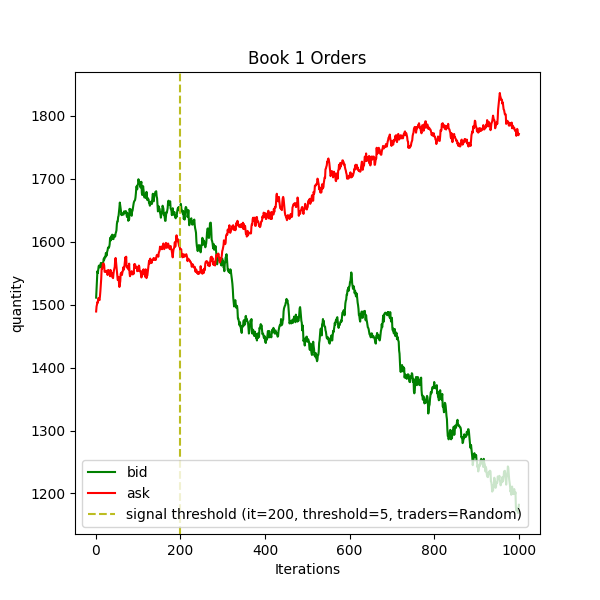 Book 1 Orders
quantity
1800
1700
1600
1500
1400
1300
1200
bid
ask
signal threshold (it=200, threshold=5, traders=Random)
0 200 400 600 800 1000
Iterations